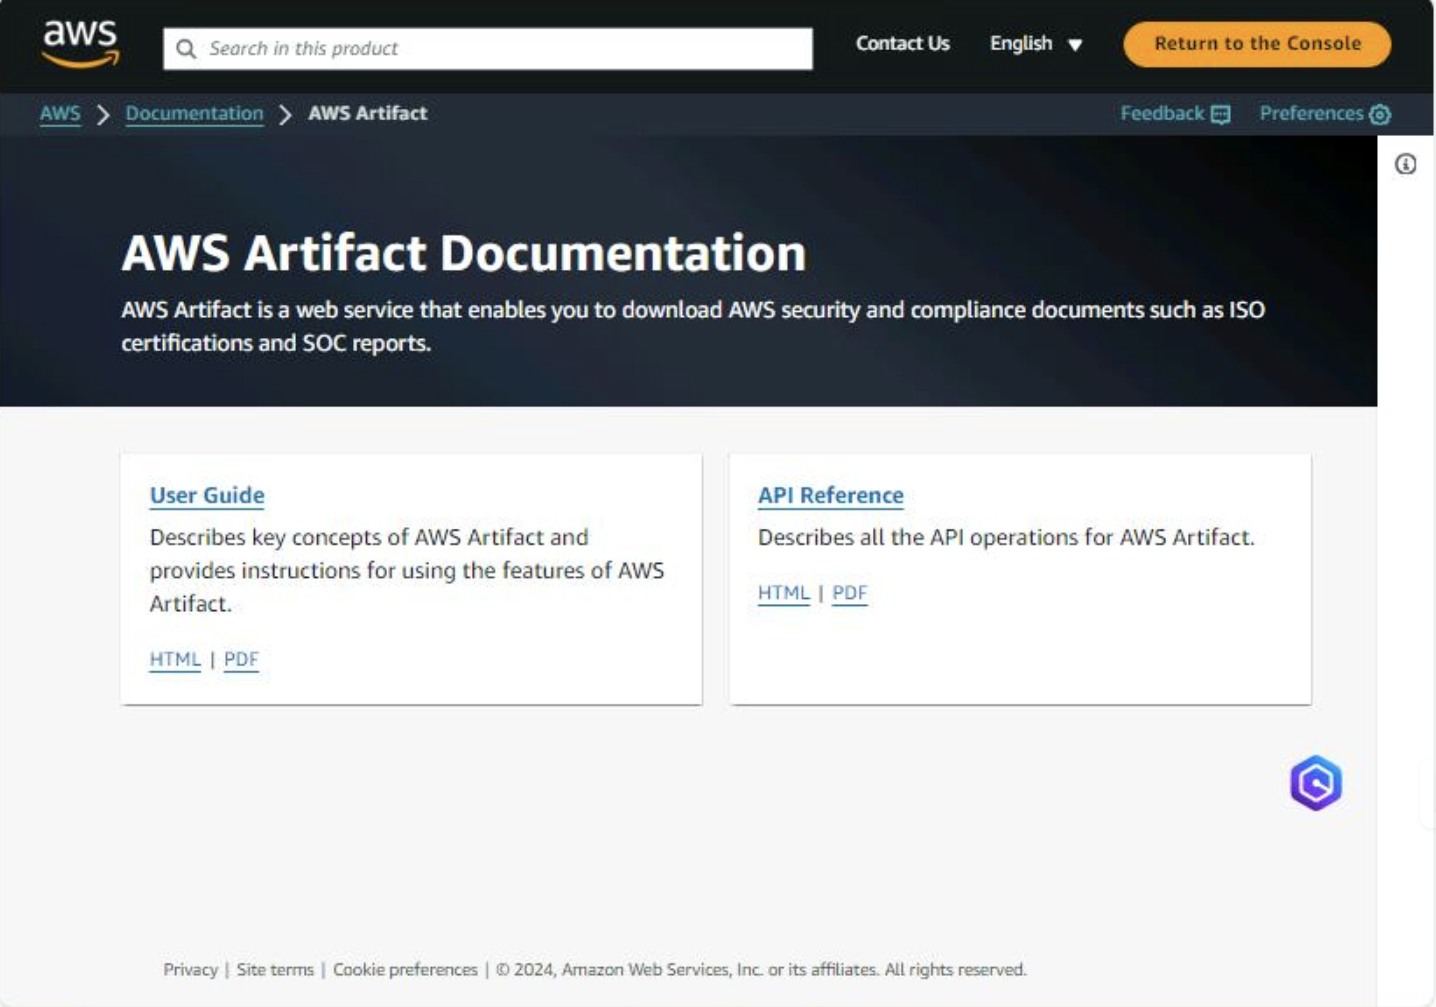 aws
Search in this product
Contact Us
English
Return to the Console
AWS > Documentation > AWS Artifact
Feedback
Preferences
AWS Artifact Documentation
AWS Artifact is a web service that enables you to download AWS security and compliance documents such as ISO
certifications and SOC reports.
User Guide
Describes key concepts of AWS Artifact and
provides instructions for using the features of AWS
Artifact.
HTML | PDF
API Reference
Describes all the API operations for AWS Artifact.
HTML | PDF
Privacy | Site terms | Cookie preferences | © 2024, Amazon Web Services, Inc. or its affiliates. All rights reserved.